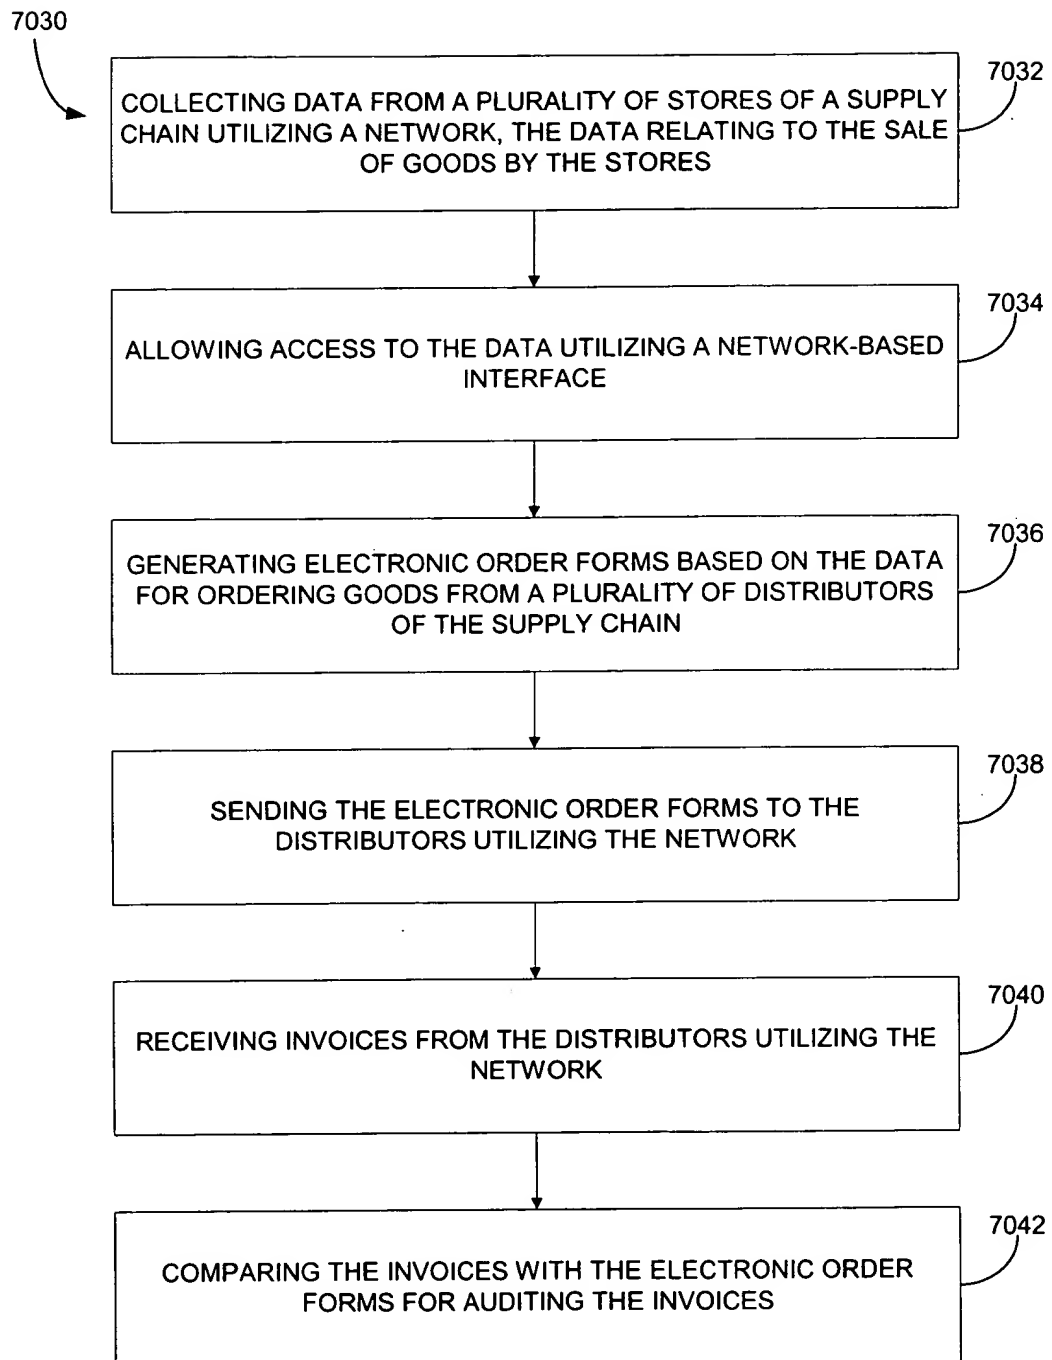 7030
7032
COLLECTING DATA FROM A PLURALITY OF STORES OF A SUPPLY
CHAIN UTILIZING A NETWORK, THE DATA RELATING TO THE SALE
OF GOODS BY THE STORES
7034
ALLOWING ACCESS TO THE DATA UTILIZING A NETWORK-BASED
INTERFACE
7036
GENERATING ELECTRONIC ORDER FORMS BASED ON THE DATA
FOR ORDERING GOODS FROM A PLURALITY OF DISTRIBUTORS
OF THE SUPPLY CHAIN
7038
SENDING THE ELECTRONIC ORDER FORMS TO THE
DISTRIBUTORS UTILIZING THE NETWORK
7040
RECEIVING INVOICES FROM THE DISTRIBUTORS UTILIZING THE
NETWORK
7042
COMPARING THE INVOICES WITH THE ELECTRONIC ORDER
FORMS FOR AUDITING THE INVOICES